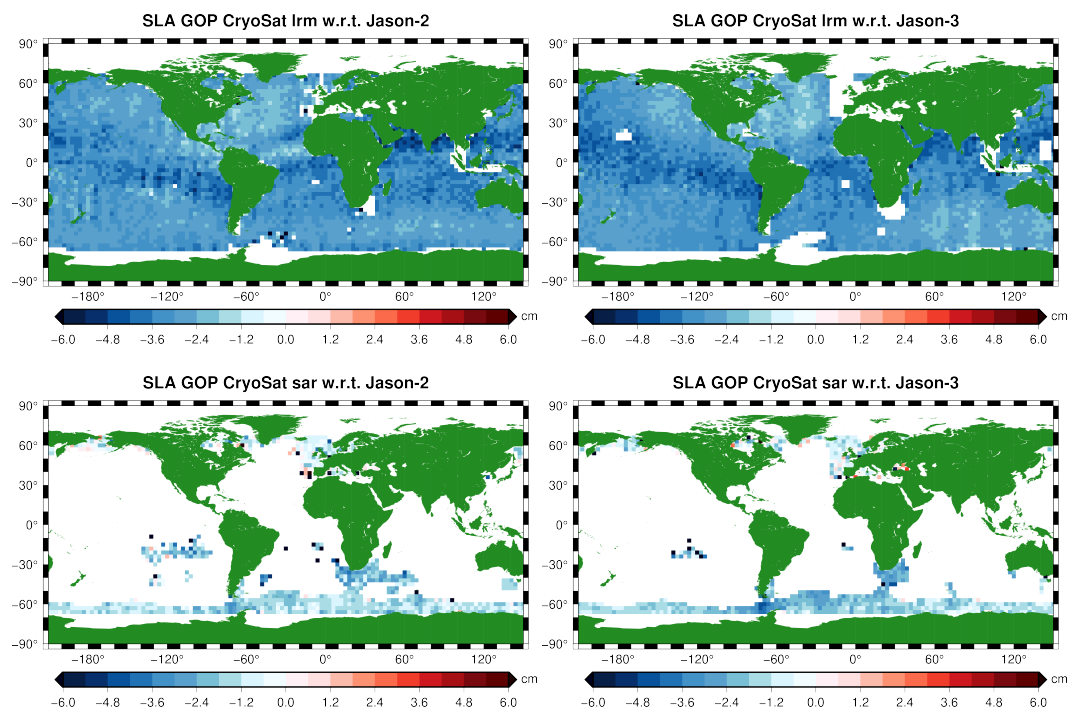 SLA GOP CryoSat lrm w.r.t. Jason-2
90°
60°
30°
0°
−30°
−60°
−90°
−180° −120° −60° 0° 60° 120°
−6.0 −4.8 −3.6 −2.4 −1.2 0.0 1.2 2.4 3.6 4.8 6.0 cm
SLA GOP CryoSat lrm w.r.t. Jason-3
90°
60°
30°
0°
−30°
−60°
−90°
−180° −120° −60° 0° 60° 120°
−6.0 −4.8 −3.6 −2.4 −1.2 0.0 1.2 2.4 3.6 4.8 6.0 cm
SLA GOP CryoSat sar w.r.t. Jason-2
90°
60°
30°
0°
−30°
−60°
−90°
−180° −120° −60° 0° 60° 120°
−6.0 −4.8 −3.6 −2.4 −1.2 0.0 1.2 2.4 3.6 4.8 6.0 cm
SLA GOP CryoSat sar w.r.t. Jason-3
90°
60°
30°
0°
−30°
−60°
−90°
−180° −120° −60° 0° 60° 120°
−6.0 −4.8 −3.6 −2.4 −1.2 0.0 1.2 2.4 3.6 4.8 6.0 cm